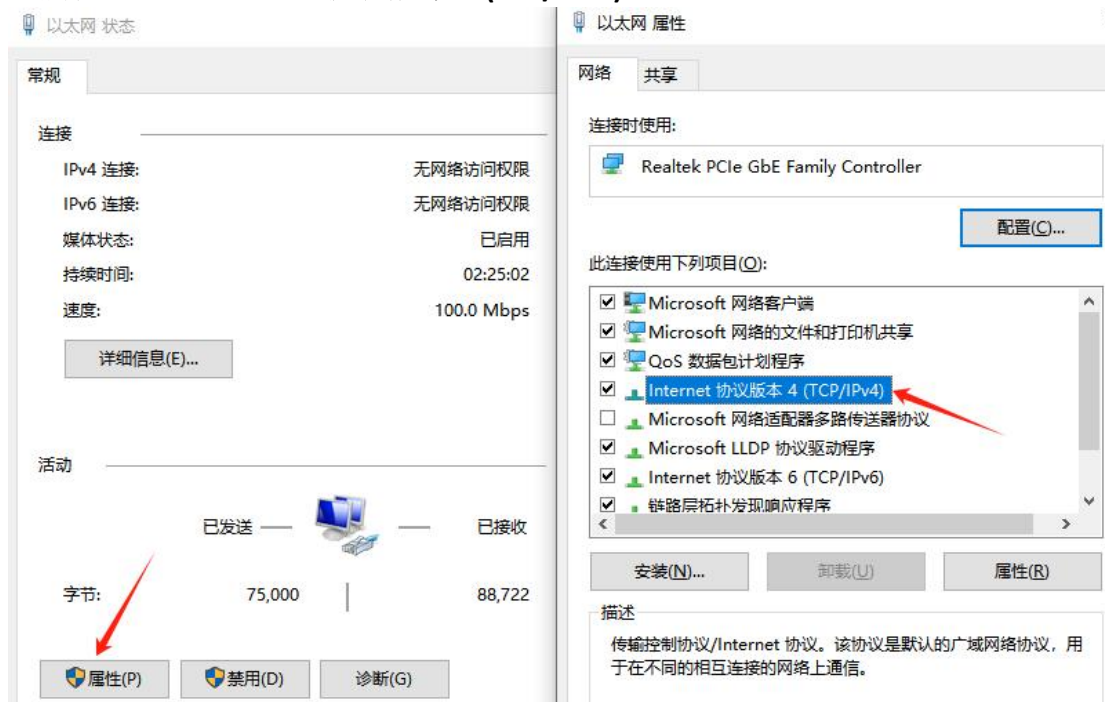 以太网 状态
常规
连接
IPv4 连接: 无网络访问权限
IPv6 连接: 无网络访问权限
媒体状态: 已启用
持续时间: 02:25:02
速度: 100.0 Mbps
详细信息(E)...
活动
已发送 — — 已接收
字节: 75,000 | 88,722
属性(P) 禁用(D) 诊断(G)
以太网 属性
网络 共享
连接时使用:
Realtek PCIe GbE Family Controller
配置(C)...
此连接使用下列项目(O):
Microsoft 网络客户端
Microsoft 网络的文件和打印机共享
QoS 数据包计划程序
Internet 协议版本 4 (TCP/IPv4)
Microsoft 网络适配器多路传送器协议
Microsoft LLDP 协议驱动程序
Internet 协议版本 6 (TCP/IPv6)
链路层拓扑发现响应程序
安装(N)... 卸载(U) 属性(R)
描述
传输控制协议/Internet 协议。该协议是默认的广域网络协议，用
于在不同的相互连接的网络上通信。